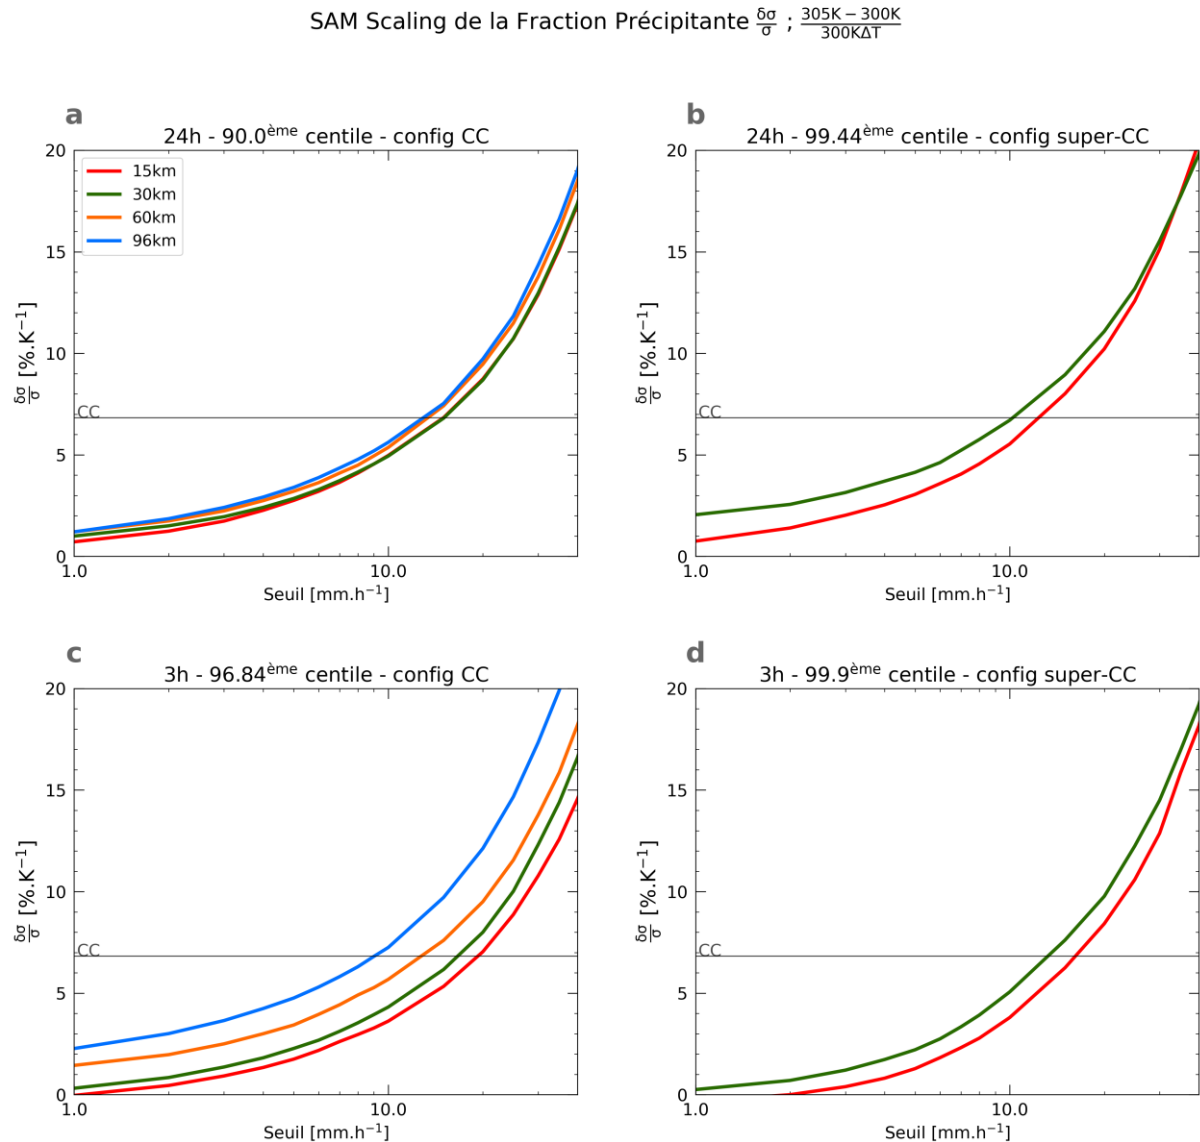 SAM Scaling de la Fraction Précipitante δσ/σ ; 305K − 300K / 300KΔT
a
24h - 90.0ème centile - config CC
20
15
10
5
0
δσ/σ [%.K⁻¹]
15km
30km
60km
96km
CC
1.0
10.0
Seuil [mm.h⁻¹]
b
24h - 99.44ème centile - config super-CC
20
15
10
5
0
δσ/σ [%.K⁻¹]
CC
1.0
10.0
Seuil [mm.h⁻¹]
c
3h - 96.84ème centile - config CC
20
15
10
5
0
δσ/σ [%.K⁻¹]
CC
1.0
10.0
Seuil [mm.h⁻¹]
d
3h - 99.9ème centile - config super-CC
20
15
10
5
0
δσ/σ [%.K⁻¹]
CC
1.0
10.0
Seuil [mm.h⁻¹]